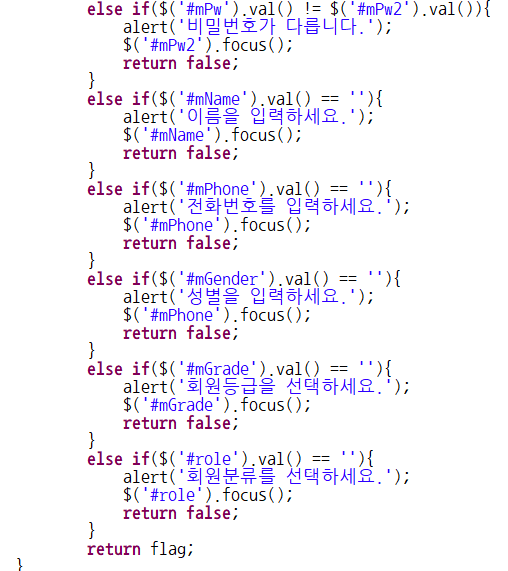 else if($('#mPw').val() != $('#mPw2').val()){
alert('비밀번호가 다릅니다.');
$('#mPw2').focus();
return false;
}
else if($('#mName').val() == ''){
alert('이름을 입력하세요.');
$('#mName').focus();
return false;
}
else if($('#mPhone').val() == ''){
alert('전화번호를 입력하세요.');
$('#mPhone').focus();
return false;
}
else if($('#mGender').val() == ''){
alert('성별을 입력하세요.');
$('#mPhone').focus();
return false;
}
else if($('#mGrade').val() == ''){
alert('회원등급을 선택하세요.');
$('#mGrade').focus();
return false;
}
else if($('#role').val() == ''){
alert('회원분류를 선택하세요.');
$('#role').focus();
return false;
}
return flag;
}